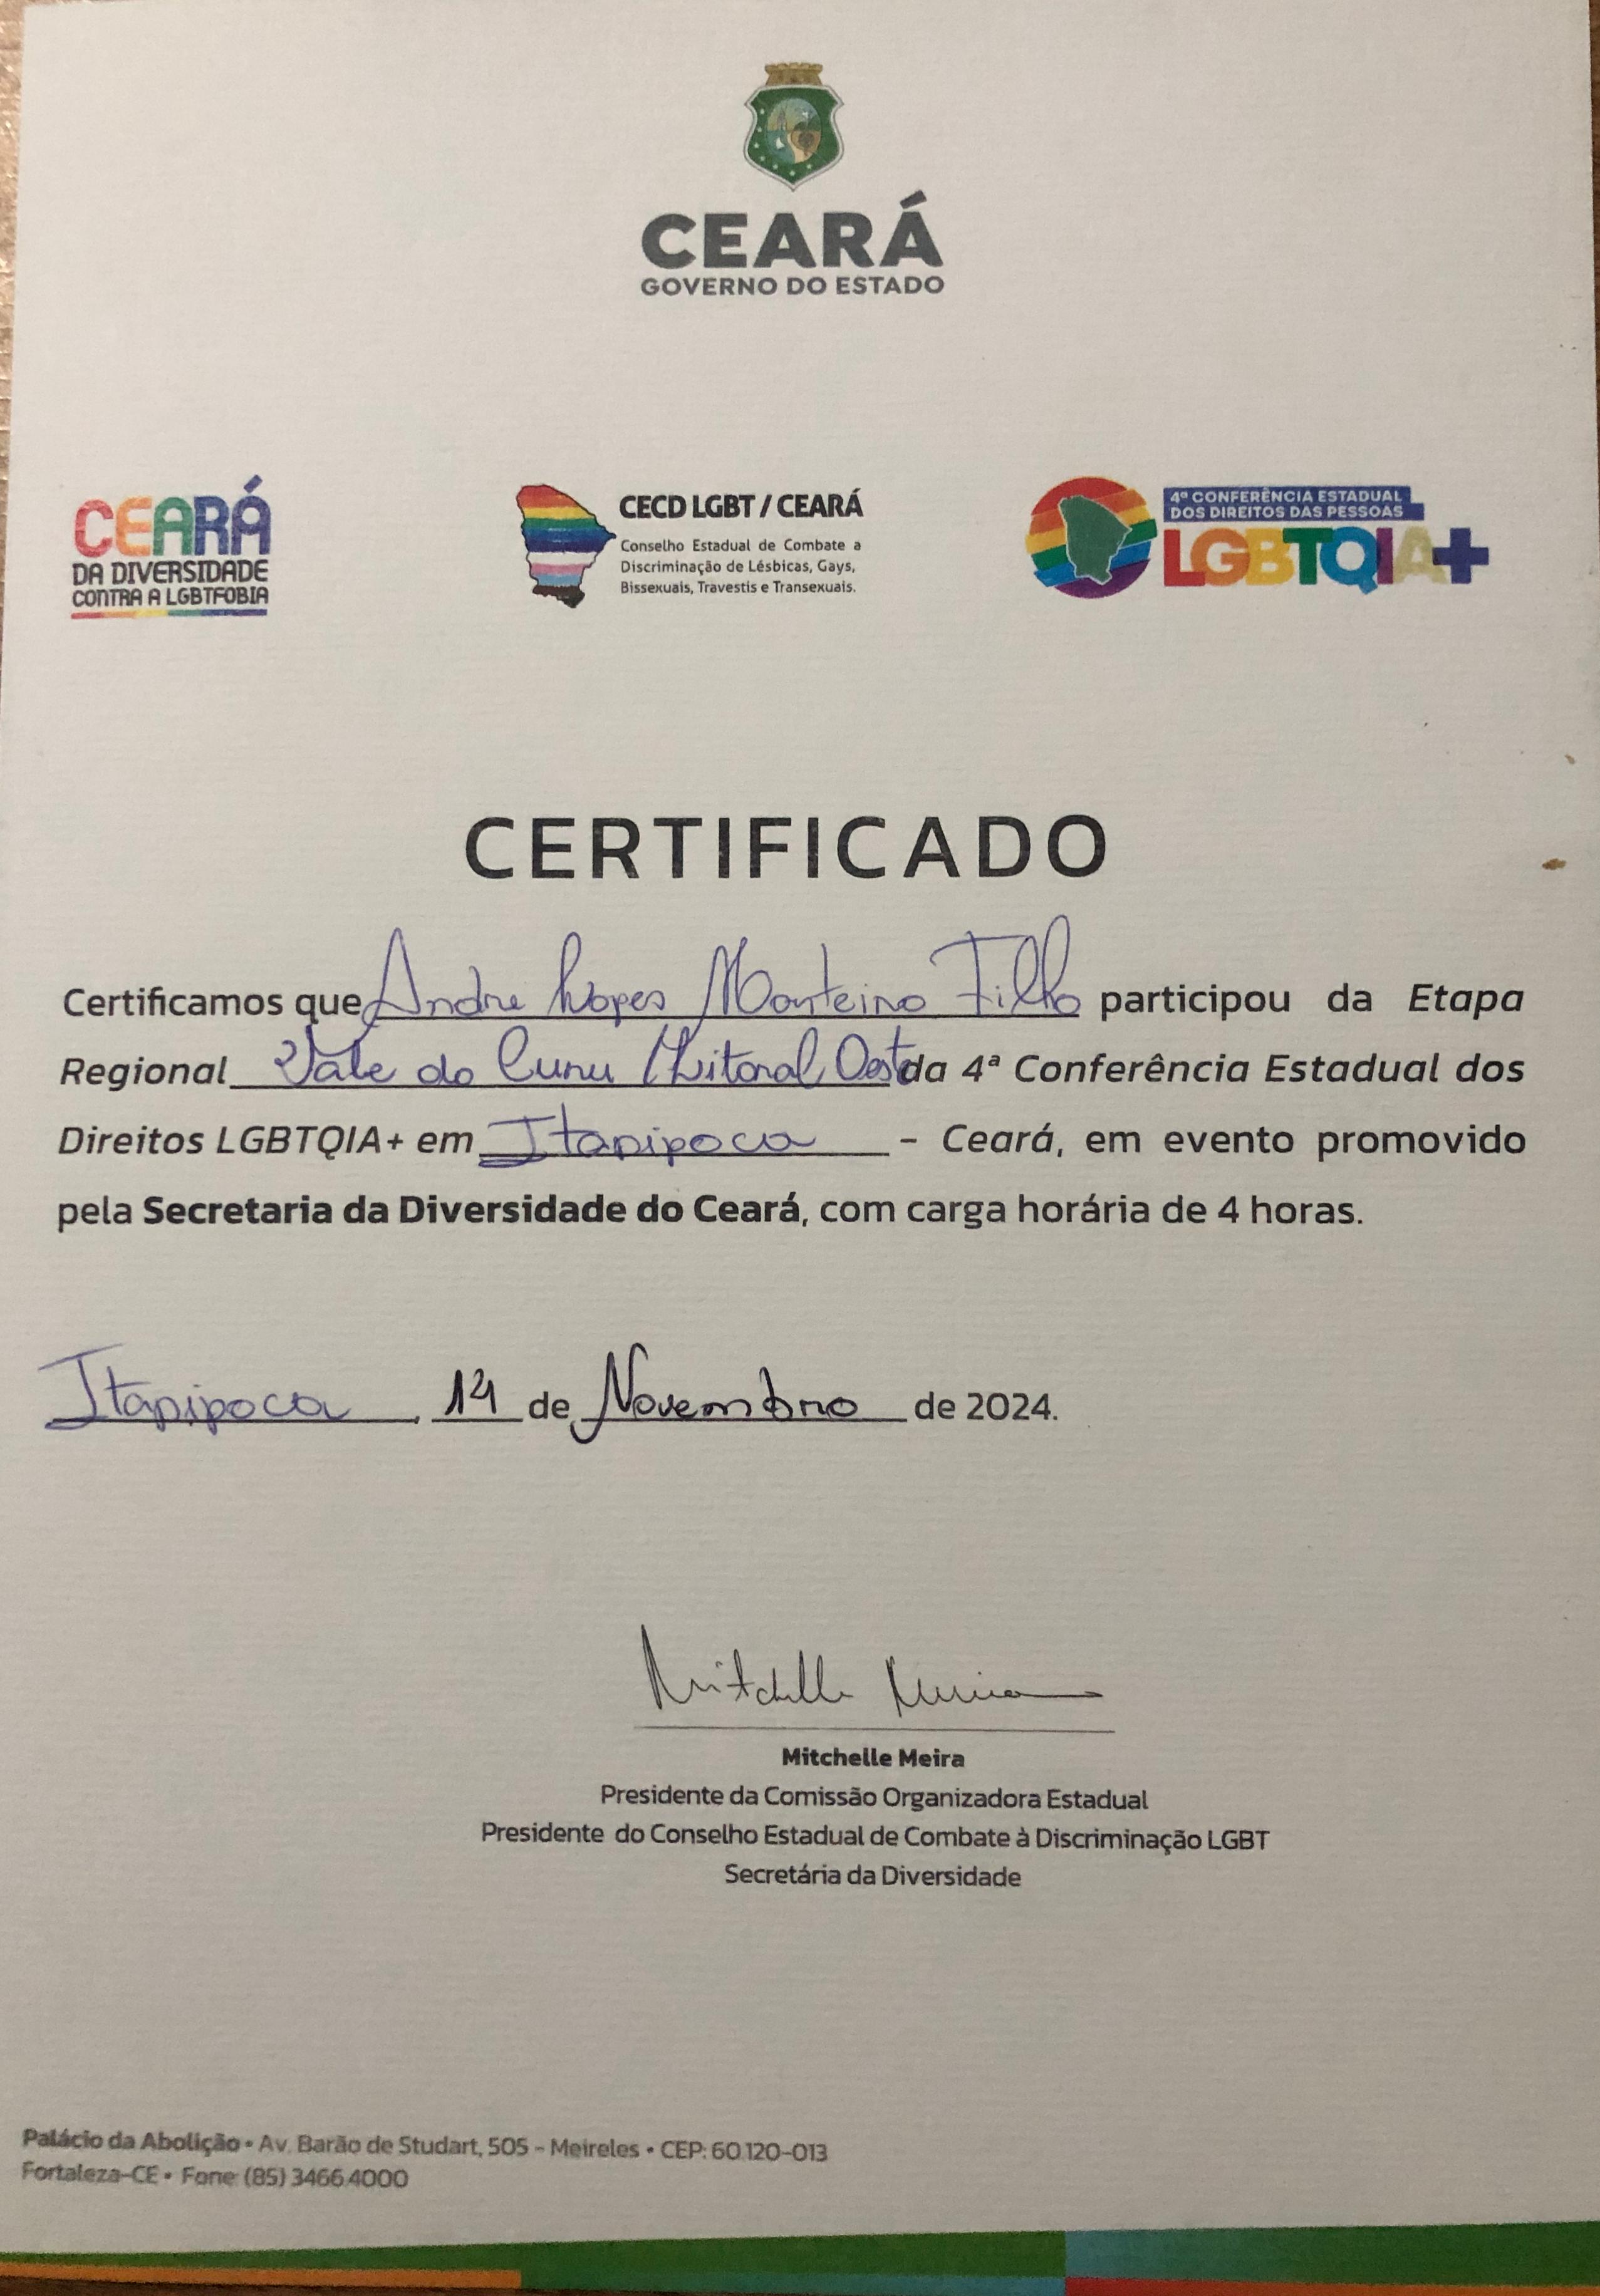 CEARÁ
GOVERNO DO ESTADO
CEARÁ
DA DIVERSIDADE
CONTRA A LGBTFOBIA
CECD LGBT / CEARÁ
Conselho Estadual de Combate a
Discriminação de Lésbicas, Gays,
Bissexuais, Travestis e Transexuais.
4ª CONFERÊNCIA ESTADUAL
DOS DIREITOS DAS PESSOAS
LGBTQIA+
CERTIFICADO
Certificamos que Andre Lopes Monteiro Filho participou da Etapa
Regional Vale do Curu / Litoral Oeste da 4ª Conferência Estadual dos
Direitos LGBTQIA+ em Itapipoca - Ceará, em evento promovido
pela Secretaria da Diversidade do Ceará, com carga horária de 4 horas.
Itapipoca, 14 de Novembro de 2024.
Mitchelle Meira
Mitchelle Meira
Presidente da Comissão Organizadora Estadual
Presidente do Conselho Estadual de Combate à Discriminação LGBT
Secretária da Diversidade
Palácio da Abolição • Av. Barão de Studart, 505 - Meireles • CEP: 60.120-013
Fortaleza-CE • Fone: (85) 3466.4000